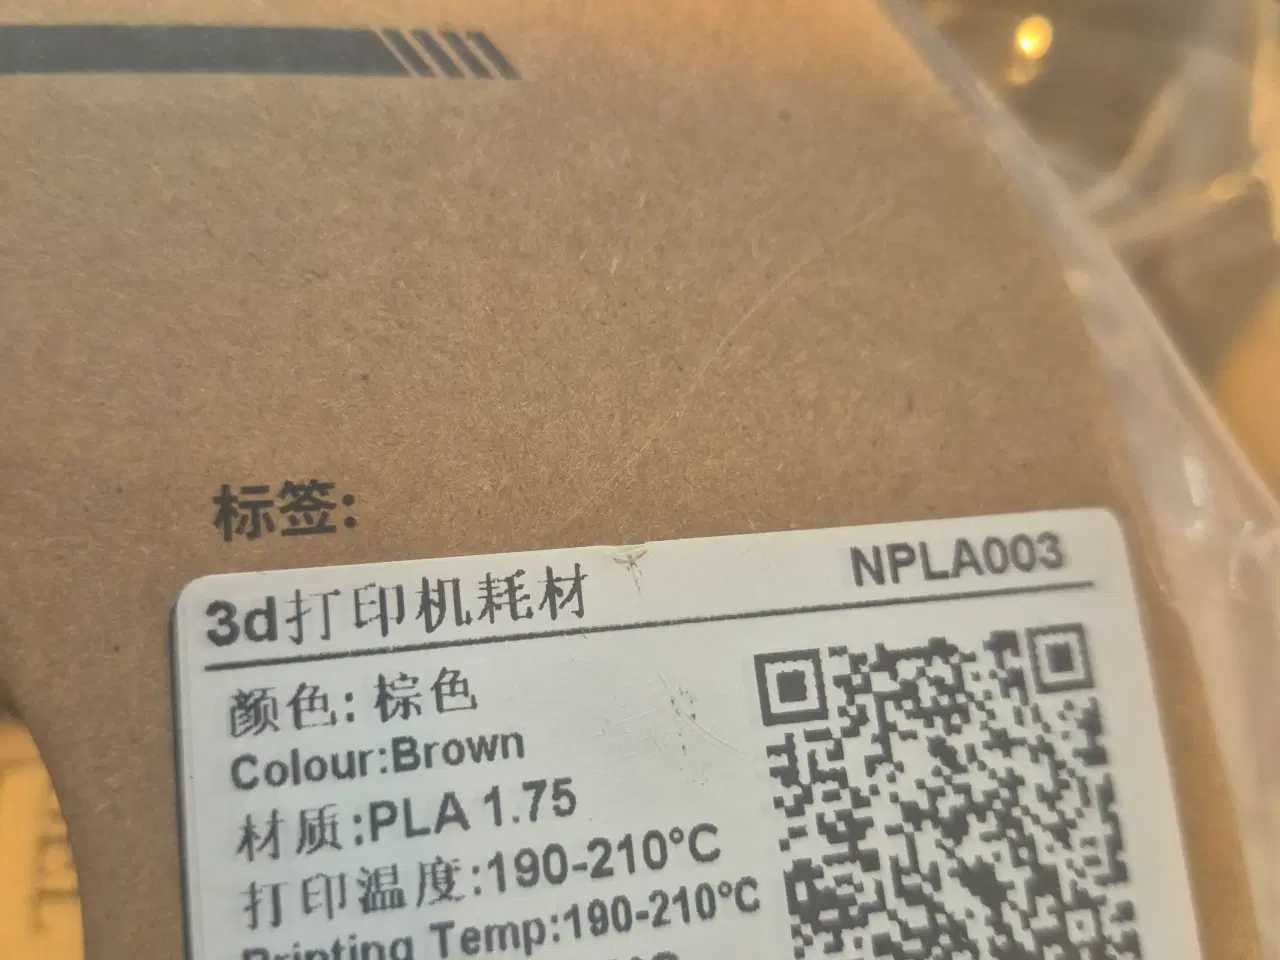 标签:
3d打印机耗材 NPLA003
颜色: 棕色
Colour:Brown
材质:PLA 1.75
打印温度:190-210°C
Printing Temp:190-210°C